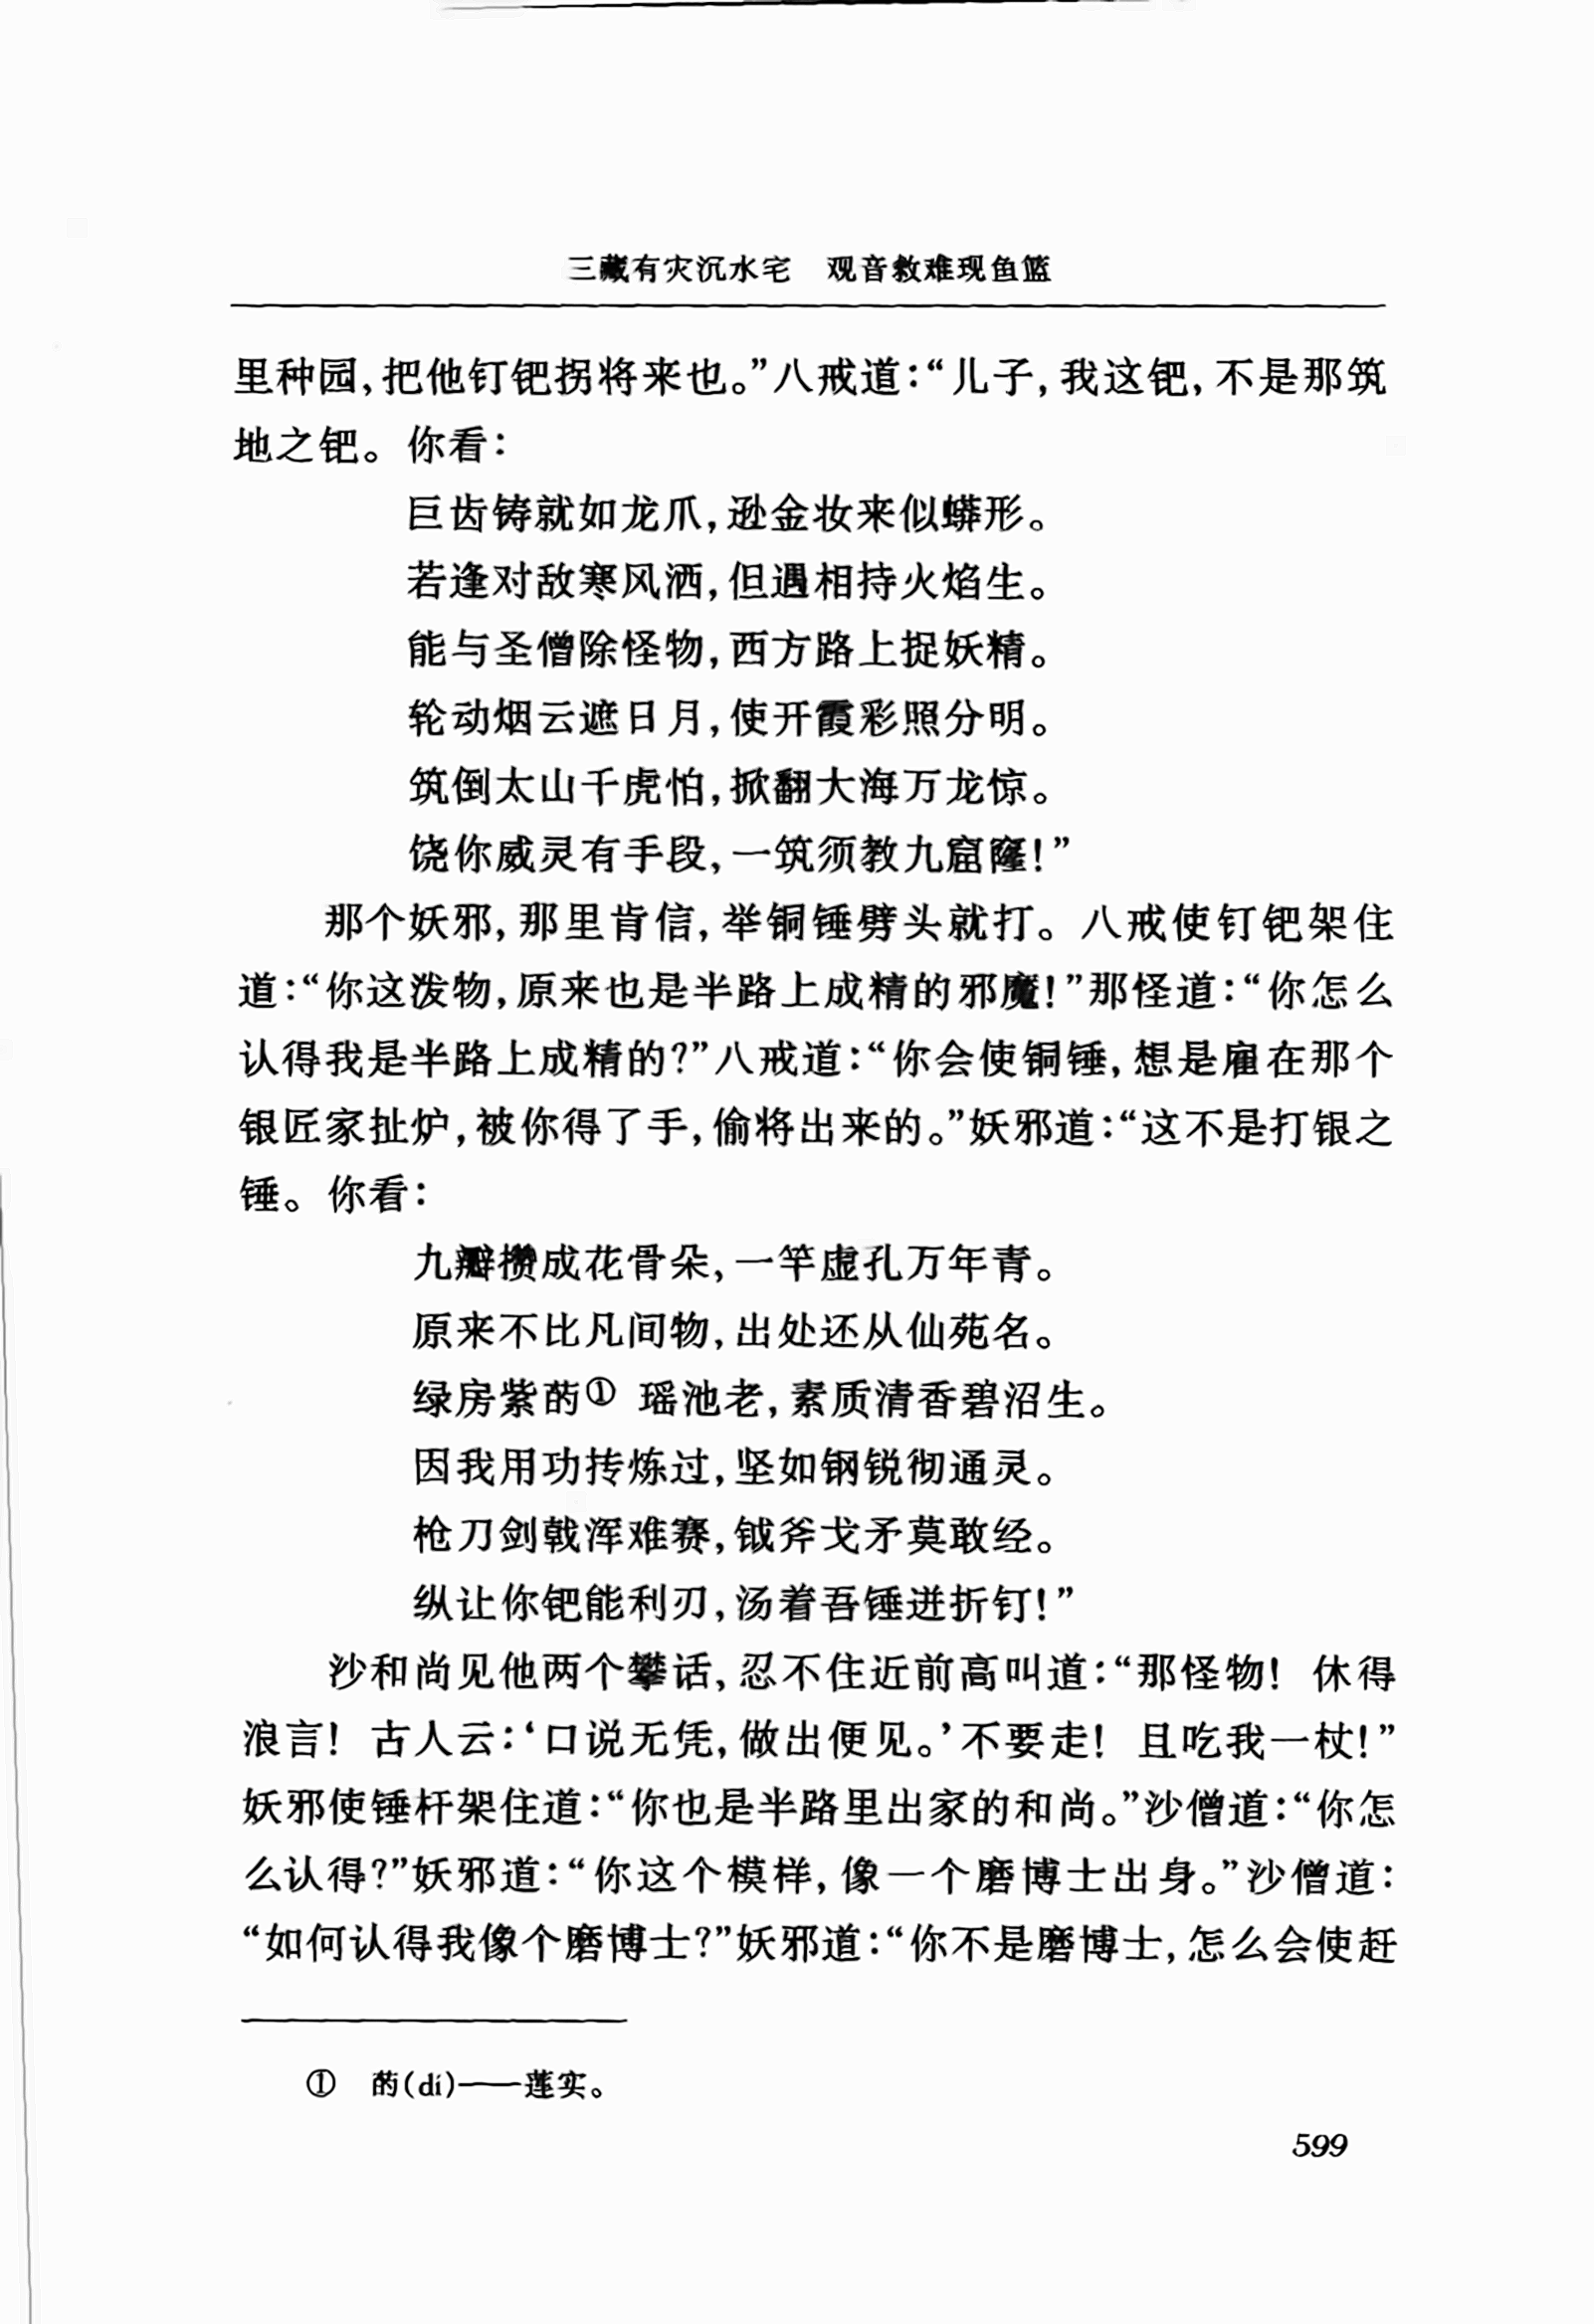 三藏有灾沉水宅　观音救难现鱼篮
里种园,把他钉钯拐将来也。”八戒道:“儿子,我这钯,不是那筑
地之钯。你看:
巨齿铸就如龙爪,逊金妆来似蟒形。
若逢对敌寒风洒,但遇相持火焰生。
能与圣僧除怪物,西方路上捉妖精。
轮动烟云遮日月,使开霞彩照分明。
筑倒太山千虎怕,掀翻大海万龙惊。
饶你威灵有手段,一筑须教九窟窿!”
那个妖邪,那里肯信,举铜锤劈头就打。八戒使钉钯架住
道:“你这泼物,原来也是半路上成精的邪魔!”那怪道:“你怎么
认得我是半路上成精的?”八戒道:“你会使铜锤,想是雇在那个
银匠家扯炉,被你得了手,偷将出来的。”妖邪道:“这不是打银之
锤。你看:
九瓣攒成花骨朵,一竿虚孔万年青。
原来不比凡间物,出处还从仙苑名。
绿房紫菂① 瑶池老,素质清香碧沼生。
因我用功抟炼过,坚如钢锐彻通灵。
枪刀剑戟浑难赛,钺斧戈矛莫敢经。
纵让你钯能利刃,汤着吾锤迸折钉!”
沙和尚见他两个攀话,忍不住近前高叫道:“那怪物! 休得
浪言! 古人云:‘口说无凭,做出便见。’不要走! 且吃我一杖!”
妖邪使锤杆架住道:“你也是半路里出家的和尚。”沙僧道:“你怎
么认得?”妖邪道:“你这个模样,像一个磨博士出身。”沙僧道:
“如何认得我像个磨博士?”妖邪道:“你不是磨博士,怎么会使赶
① 菂(dí)——莲实。
599